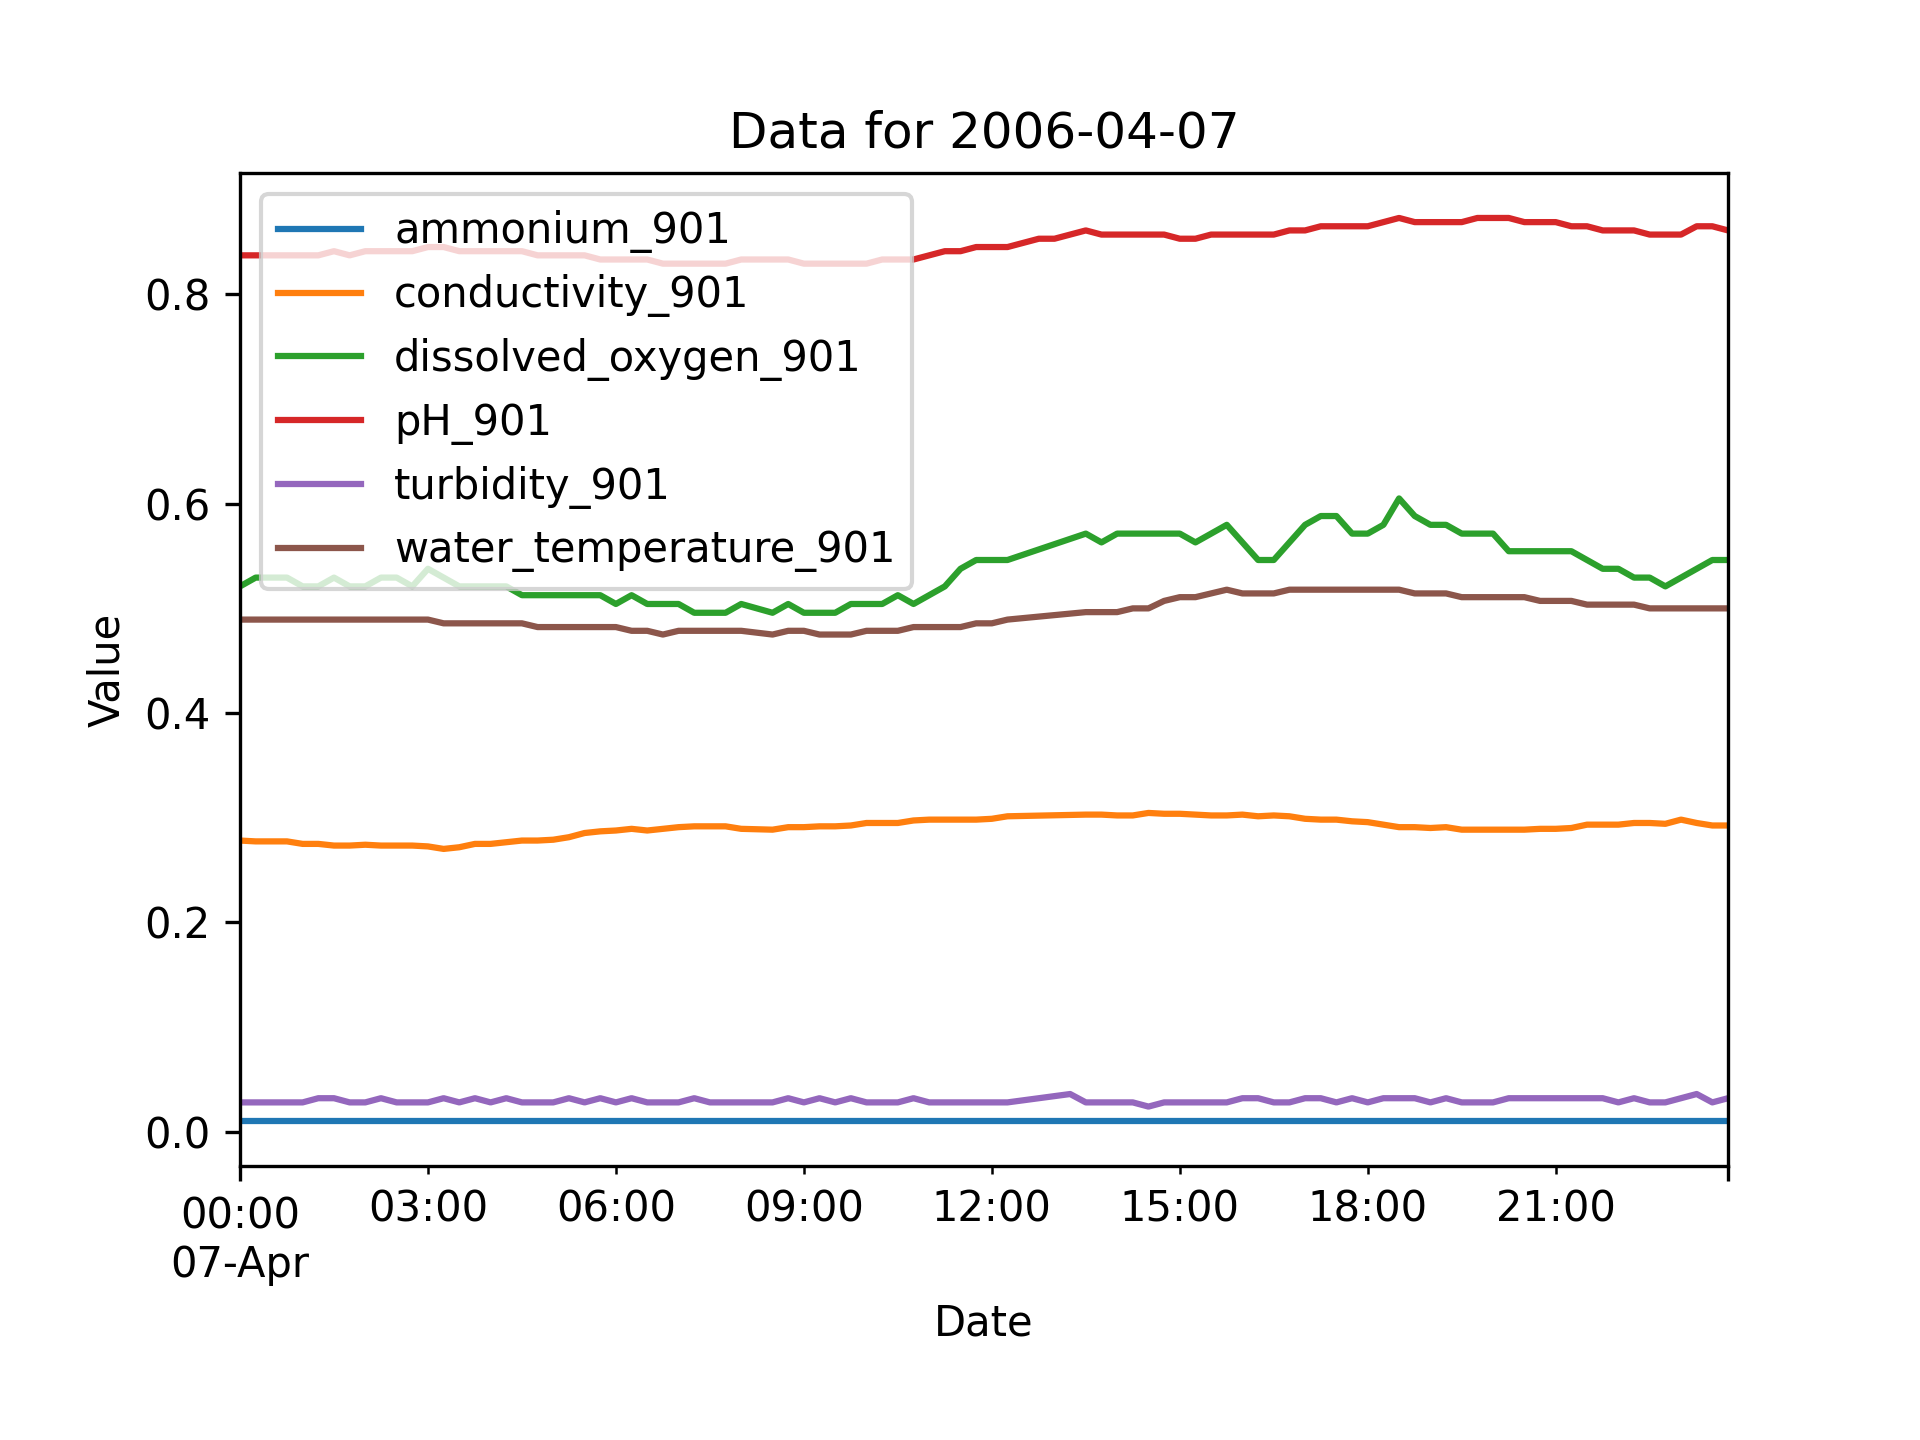 Data for 2006-04-07
ammonium_901
conductivity_901
dissolved_oxygen_901
pH_901
turbidity_901
water_temperature_901
Value
0.8
0.6
0.4
0.2
0.0
00:00 03:00 06:00 09:00 12:00 15:00 18:00 21:00
07-Apr
Date